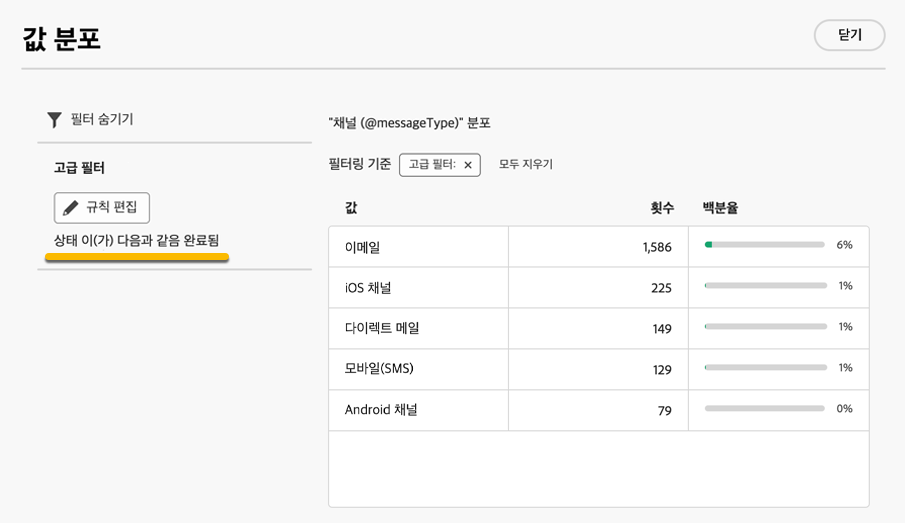 값 분포
닫기
필터 숨기기
고급 필터
규칙 편집
상태 이(가) 다음과 같음 완료됨
"채널 (@messageType)" 분포
필터링 기준 고급 필터: × 모두 지우기
값 횟수 백분율
이메일 1,586 6%
iOS 채널 225 1%
다이렉트 메일 149 1%
모바일(SMS) 129 1%
Android 채널 79 0%